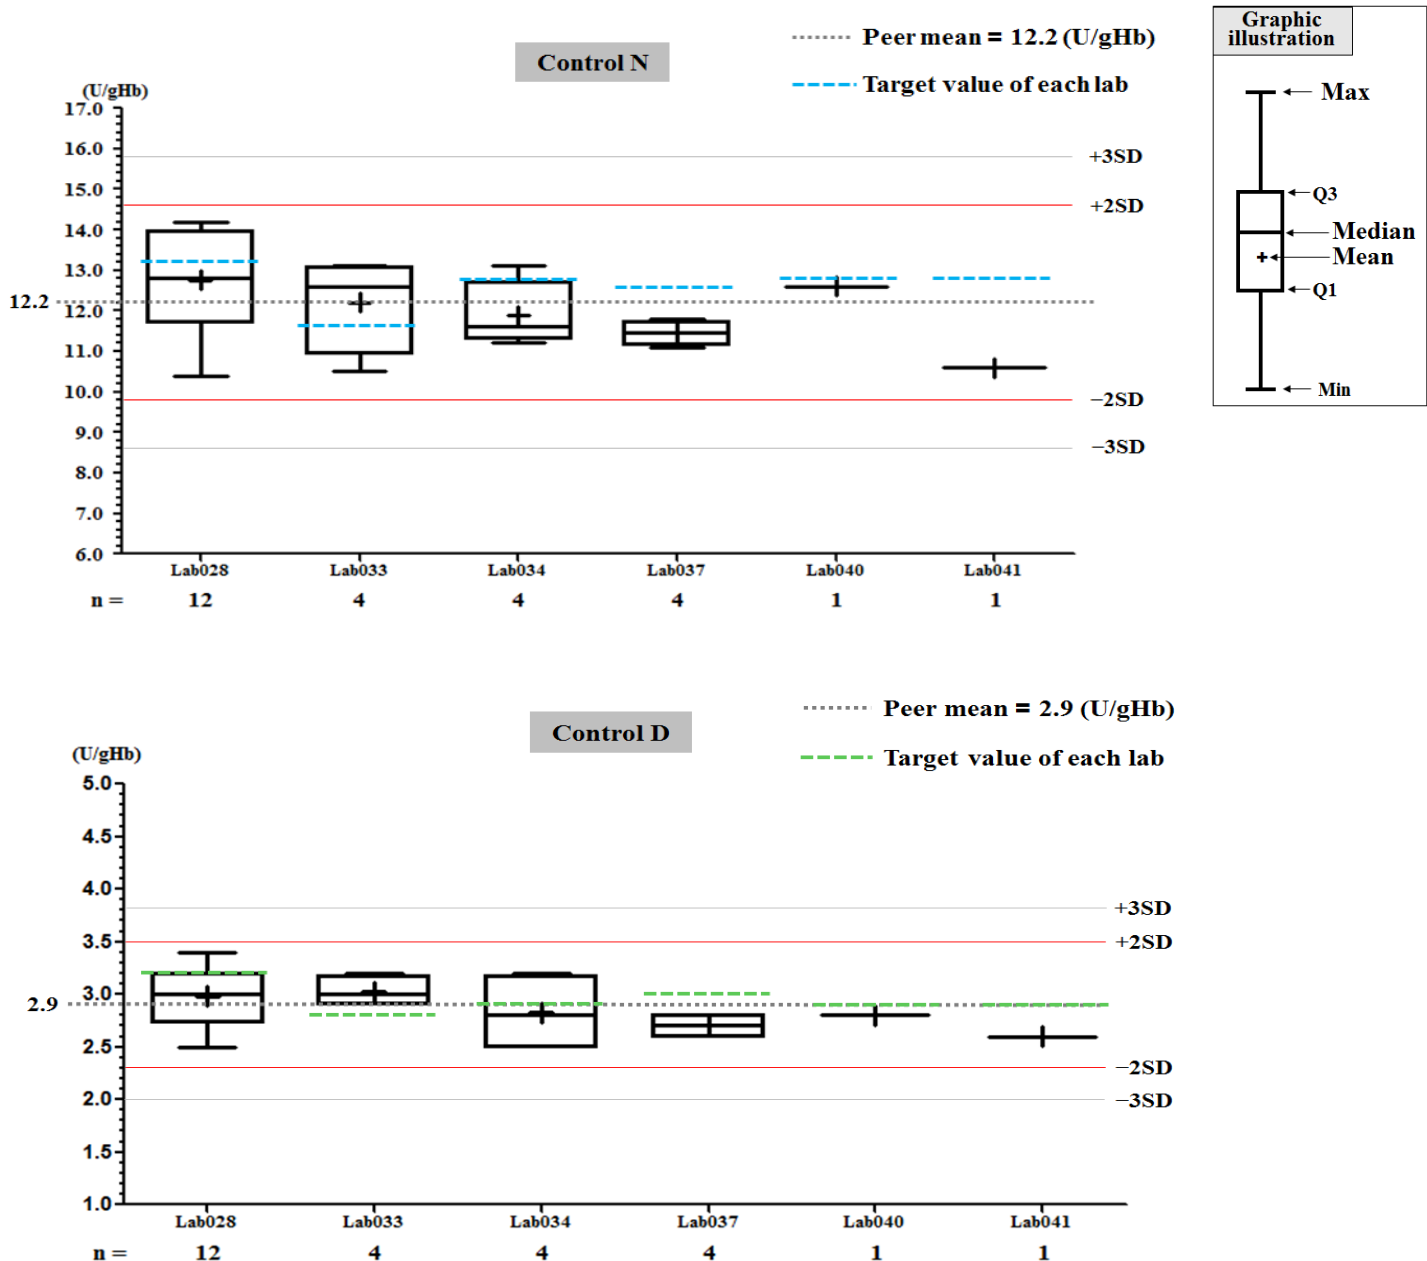 Control N
Peer mean = 12.2 (U/gHb)
Target value of each lab
(U/gHb)
17.0
16.0
15.0
14.0
13.0
12.2
12.0
11.0
10.0
9.0
8.0
7.0
6.0
+3SD
+2SD
−2SD
−3SD
Lab028 Lab033 Lab034 Lab037 Lab040 Lab041
n = 12 4 4 4 1 1
Graphic
illustration
Max
Q3
Median
Mean
Q1
Min
Control D
Peer mean = 2.9 (U/gHb)
Target value of each lab
(U/gHb)
5.0
4.5
4.0
3.5
3.0
2.9
2.5
2.0
1.5
1.0
+3SD
+2SD
−2SD
−3SD
Lab028 Lab033 Lab034 Lab037 Lab040 Lab041
n = 12 4 4 4 1 1